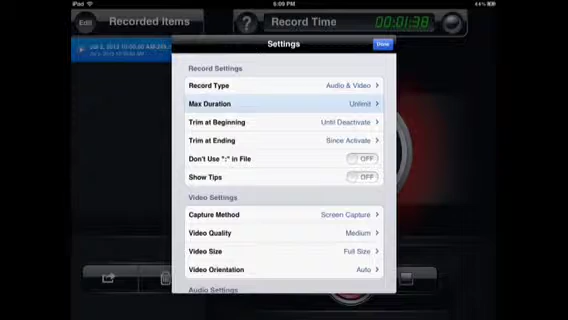 iPad
5:09 PM
44%
Edit
Recorded Items
?
Record Time
00:01:38
Settings
Done
Record Settings
Record Type Audio & Video
Max Duration Unlimit
Trim at Beginning Until Deactivate
Trim at Ending Since Activate
Don't Use ":" in File OFF
Show Tips OFF
Video Settings
Capture Method Screen Capture
Video Quality Medium
Video Size Full Size
Video Orientation Auto
Audio Settings